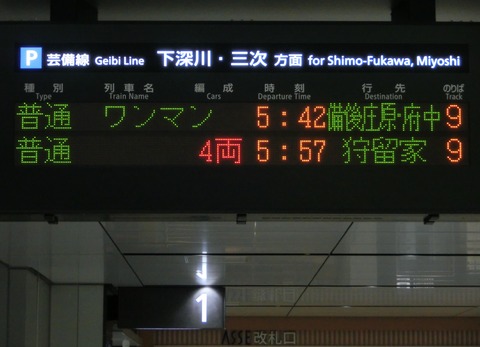 P 芸備線 Geibi Line 下深川・三次 方面 for Shimo-Fukawa, Miyoshi
種別 列車名 編成 時刻 行先 のりば
Type Train Name Cars Departure Time Destination Track
普通 ワンマン 5:42 備後庄原・府中 9
普通 4両 5:57 狩留家 9
1
ASSE 改札口